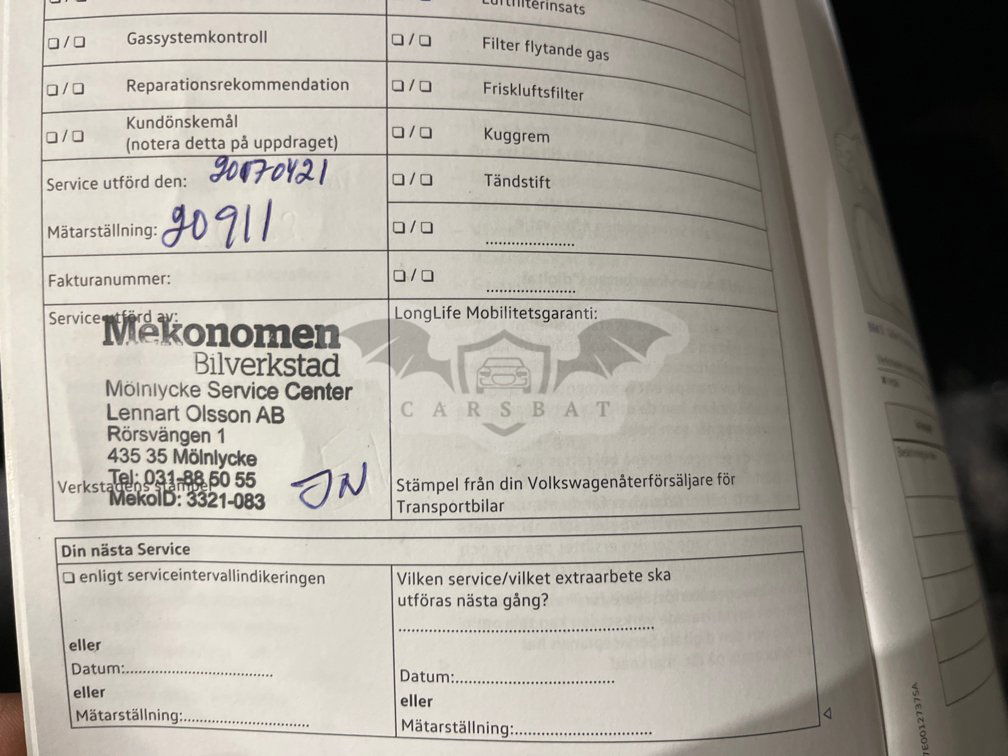 Luftfilterinsats
❏ / ❏ Gassystemkontroll
❏ / ❏ Filter flytande gas
❏ / ❏ Reparationsrekommendation
❏ / ❏ Friskluftsfilter
❏ / ❏ Kundönskemål
(notera detta på uppdraget)
❏ / ❏ Kuggrem
Service utförd den: 20170421
❏ / ❏ Tändstift
Mätarställning: 20911
❏ / ❏ ......................
Fakturanummer:
❏ / ❏ ......................
Service utförd av:
Mekonomen
Bilverkstad
Mölnlycke Service Center
Lennart Olsson AB
Rörsvängen 1
435 35 Mölnlycke
Tel: 031-88 50 55
Verkstadens stämpel
MekoID: 3321-083
JN
LongLife Mobilitetsgaranti:
CARSBAT
Stämpel från din Volkswagenåterförsäljare för
Transportbilar
Din nästa Service
❏ enligt serviceintervallindikeringen
eller
Datum:....................................
eller
Mätarställning:...............................
Vilken service/vilket extraarbete ska
utföras nästa gång?
................................................................
Datum:.......................................
eller
Mätarställning:..................................